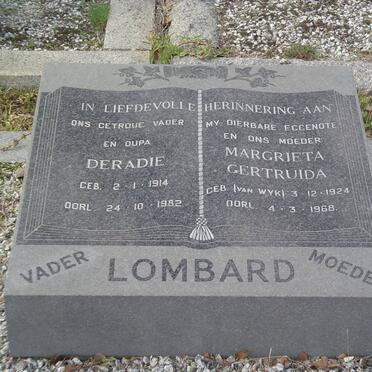 IN LIEFDEVOLLE HERINNERING AAN
ONS GETROUE VADER
EN OUPA
DERADIE
GEB. 2-1-1914
OORL. 24-10-1982
MY DIERBARE EGGENOTE
EN ONS MOEDER
MARGRIETA
GERTRUIDA
GEB (VAN WYK) 3-12-1924
OORL. 4-3-1968.
VADER
LOMBARD
MOEDE